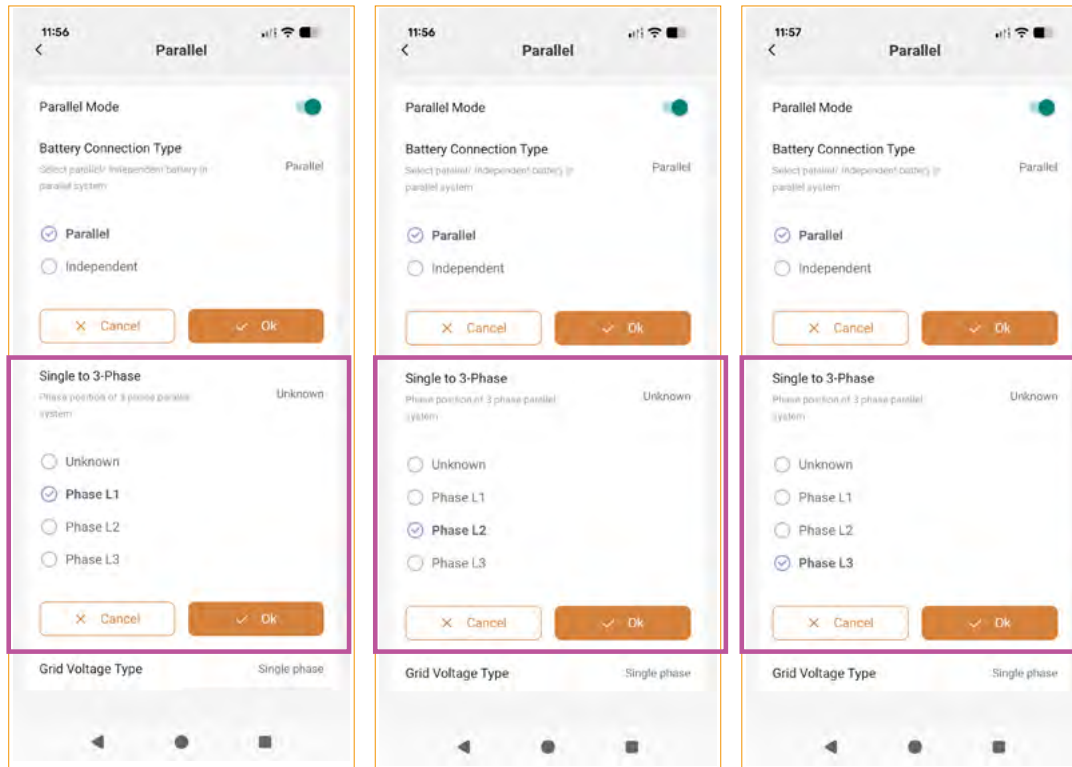 11:56
Parallel
Parallel Mode
Battery Connection Type
Select parallel/ Independent battery in
parallel system
Parallel
Parallel
Independent
Cancel
Ok
Single to 3-Phase
Phase position of 3 phase parallel
system
Unknown
Unknown
Phase L1
Phase L2
Phase L3
Cancel
Ok
Grid Voltage Type
Single phase
11:56
Parallel
Parallel Mode
Battery Connection Type
Select parallel/ Independent battery in
parallel system
Parallel
Parallel
Independent
Cancel
Ok
Single to 3-Phase
Phase position of 3 phase parallel
system
Unknown
Unknown
Phase L1
Phase L2
Phase L3
Cancel
Ok
Grid Voltage Type
Single phase
11:57
Parallel
Parallel Mode
Battery Connection Type
Select parallel/ Independent battery in
parallel system
Parallel
Parallel
Independent
Cancel
Ok
Single to 3-Phase
Phase position of 3 phase parallel
system
Unknown
Unknown
Phase L1
Phase L2
Phase L3
Cancel
Ok
Grid Voltage Type
Single phase